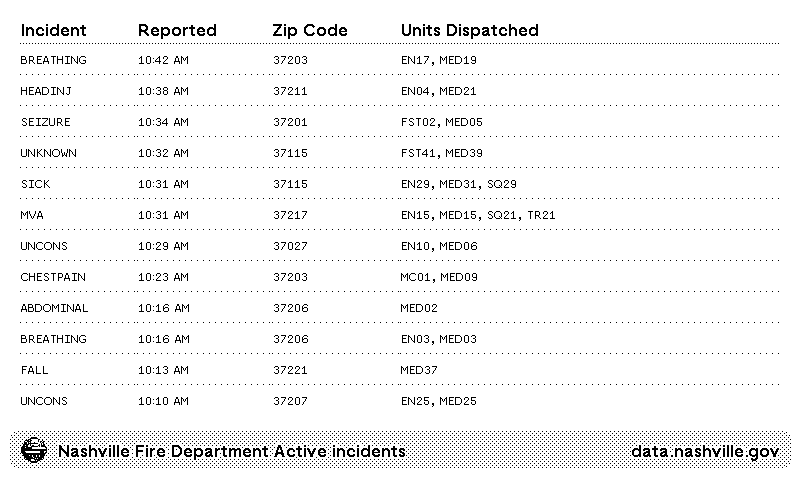 Incident Reported Zip Code Units Dispatched
BREATHING 10:42 AM 37203 EN17, MED19
HEADINJ 10:38 AM 37211 EN04, MED21
SEIZURE 10:34 AM 37201 FST02, MED05
UNKNOWN 10:32 AM 37115 FST41, MED39
SICK 10:31 AM 37115 EN29, MED31, SQ29
MVA 10:31 AM 37217 EN15, MED15, SQ21, TR21
UNCONS 10:29 AM 37027 EN10, MED06
CHESTPAIN 10:23 AM 37203 MC01, MED09
ABDOMINAL 10:16 AM 37206 MED02
BREATHING 10:16 AM 37206 EN03, MED03
FALL 10:13 AM 37221 MED37
UNCONS 10:10 AM 37207 EN25, MED25
Nashville Fire Department Active incidents data.nashville.gov